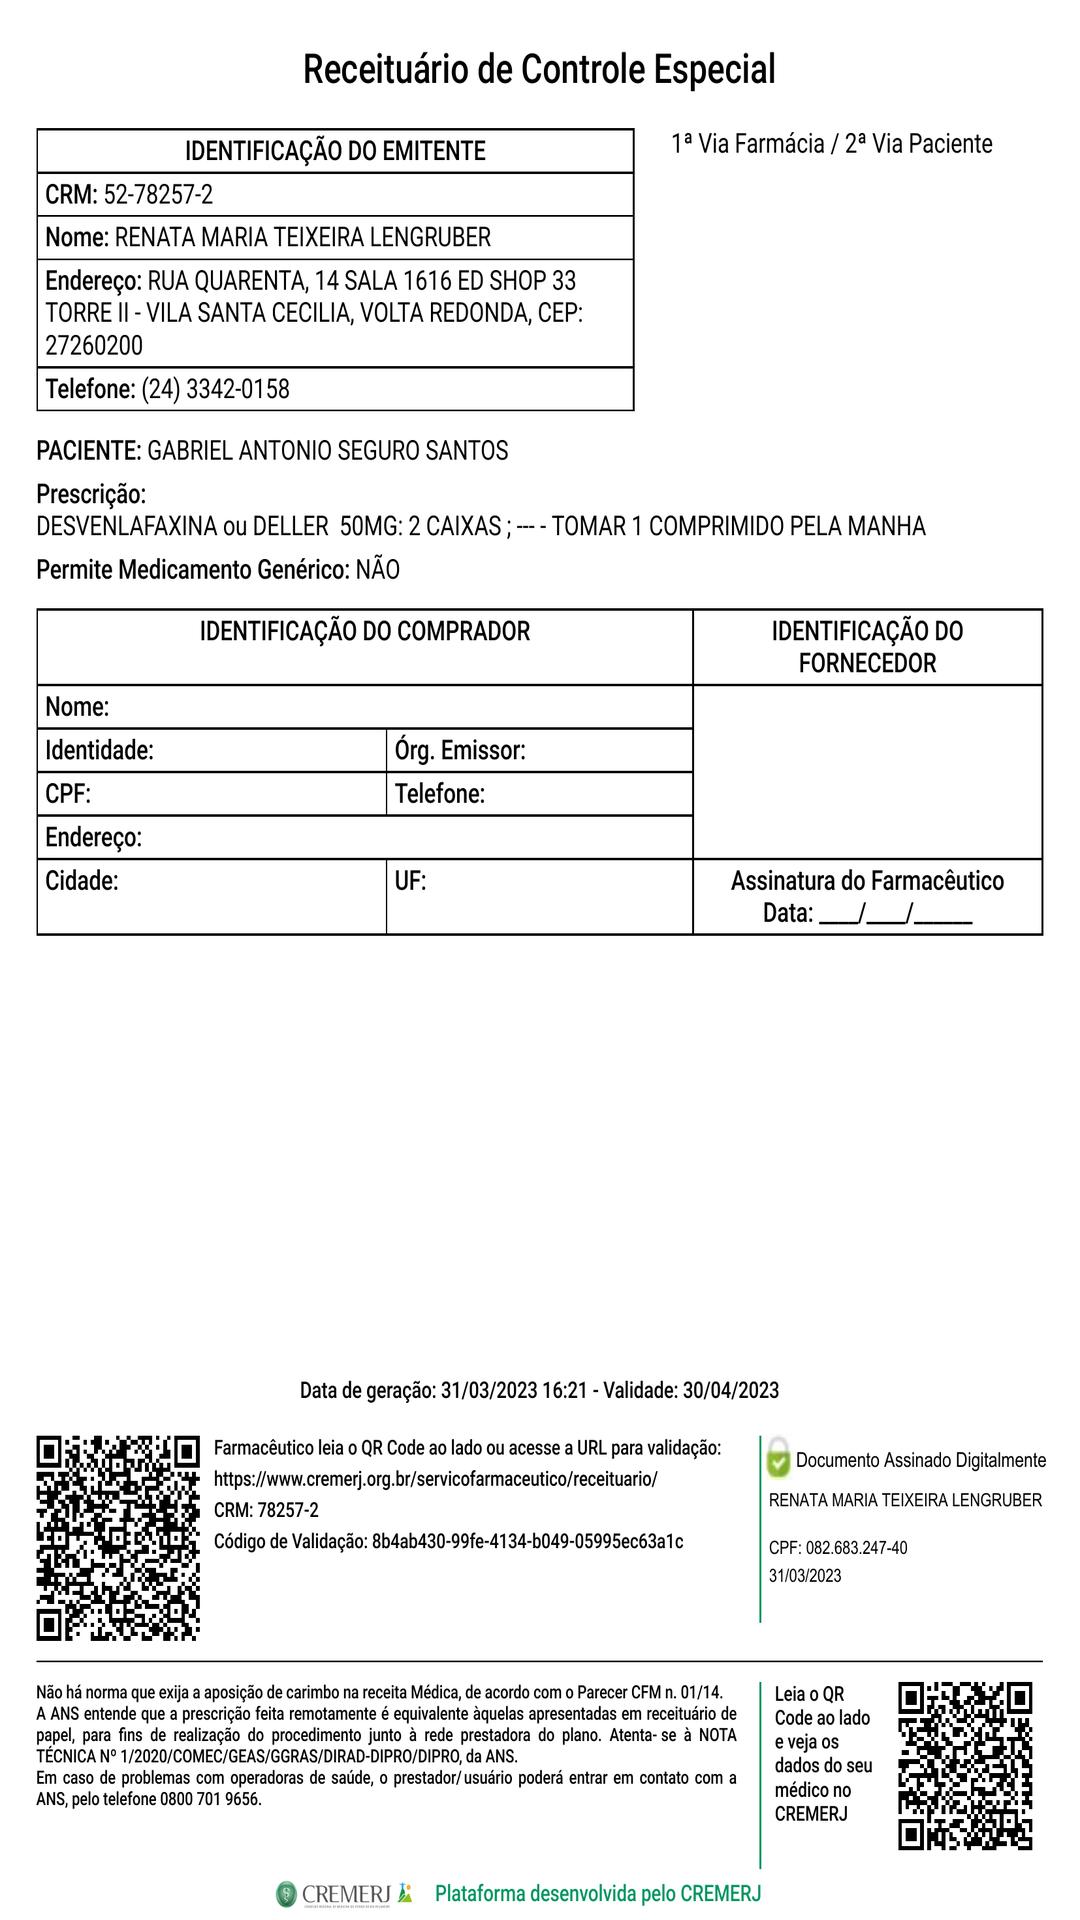 Receituário de Controle Especial
1ª Via Farmácia / 2ª Via Paciente
IDENTIFICAÇÃO DO EMITENTE
CRM: 52-78257-2
Nome: RENATA MARIA TEIXEIRA LENGRUBER
Endereço: RUA QUARENTA, 14 SALA 1616 ED SHOP 33
TORRE II - VILA SANTA CECILIA, VOLTA REDONDA, CEP:
27260200
Telefone: (24) 3342-0158
PACIENTE: GABRIEL ANTONIO SEGURO SANTOS
Prescrição:
DESVENLAFAXINA ou DELLER  50MG: 2 CAIXAS ; --- - TOMAR 1 COMPRIMIDO PELA MANHA
Permite Medicamento Genérico: NÃO
IDENTIFICAÇÃO DO COMPRADOR
IDENTIFICAÇÃO DO
FORNECEDOR
Nome:
Identidade:
Órg. Emissor:
CPF:
Telefone:
Endereço:
Cidade:
UF:
Assinatura do Farmacêutico
Data: ____/____/______
Data de geração: 31/03/2023 16:21 - Validade: 30/04/2023
Farmacêutico leia o QR Code ao lado ou acesse a URL para validação:
https://www.cremerj.org.br/servicofarmaceutico/receituario/
CRM: 78257-2
Código de Validação: 8b4ab430-99fe-4134-b049-05995ec63a1c
Documento Assinado Digitalmente
RENATA MARIA TEIXEIRA LENGRUBER
CPF: 082.683.247-40
31/03/2023
Não há norma que exija a aposição de carimbo na receita Médica, de acordo com o Parecer CFM n. 01/14.
A ANS entende que a prescrição feita remotamente é equivalente àquelas apresentadas em receituário de
papel, para fins de realização do procedimento junto à rede prestadora do plano. Atenta- se à NOTA
TÉCNICA Nº 1/2020/COMEC/GEAS/GGRAS/DIRAD-DIPRO/DIPRO, da ANS.
Em caso de problemas com operadoras de saúde, o prestador/ usuário poderá entrar em contato com a
ANS, pelo telefone 0800 701 9656.
Leia o QR
Code ao lado
e veja os
dados do seu
médico no
CREMERJ
CREMERJ
Plataforma desenvolvida pelo CREMERJ